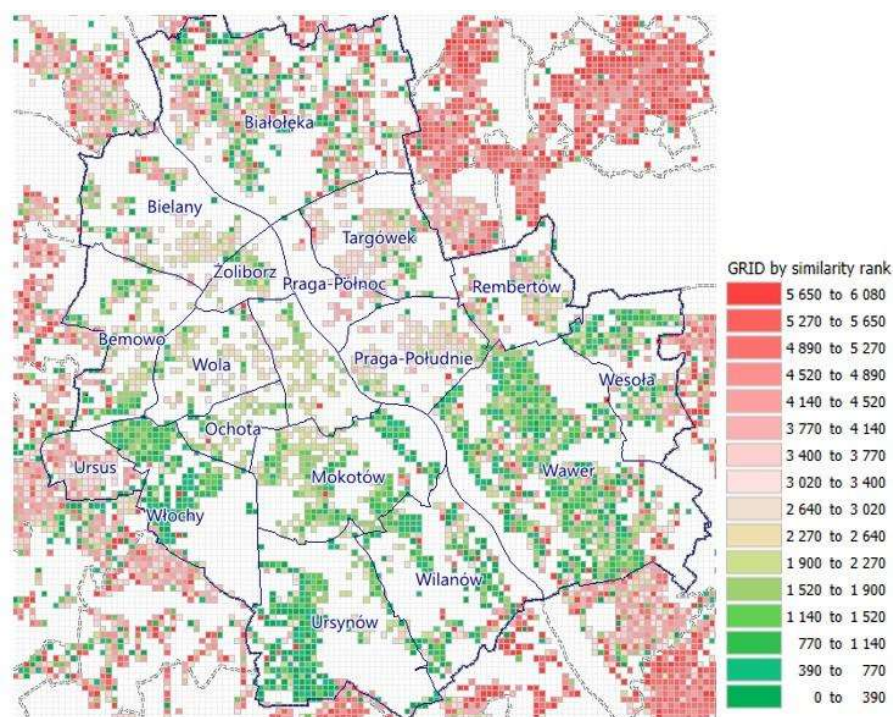 Białołęka
Bielany
Targówek
Żoliborz
Praga-Północ
Rembertów
Bemowo
Wola
Praga-Południe
Wesoła
Ochota
Ursus
Mokotów
Wawer
Włochy
Wilanów
Ursynów
GRID by similarity rank
5 650 to 6 080
5 270 to 5 650
4 890 to 5 270
4 520 to 4 890
4 140 to 4 520
3 770 to 4 140
3 400 to 3 770
3 020 to 3 400
2 640 to 3 020
2 270 to 2 640
1 900 to 2 270
1 520 to 1 900
1 140 to 1 520
770 to 1 140
390 to 770
0 to 390